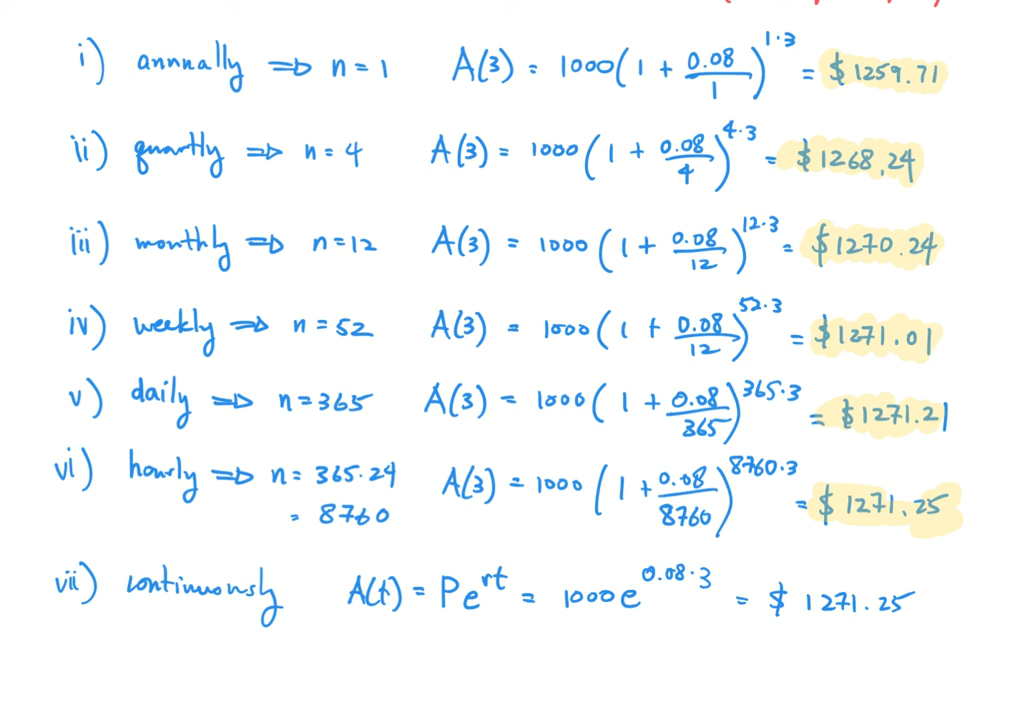 i) annually ⇒ n = 1 A(3) = 1000(1 + 0.08/1)^1·3 = $1259.71
ii) quartly ⇒ n = 4 A(3) = 1000(1 + 0.08/4)^4·3 = $1268.24
iii) monthly ⇒ n = 12 A(3) = 1000(1 + 0.08/12)^12·3 = $1270.24
iv) weekly ⇒ n = 52 A(3) = 1000(1 + 0.08/12)^52·3 = $1271.01
v) daily ⇒ n = 365 A(3) = 1000(1 + 0.08/365)^365·3 = $1271.21
vi) hourly ⇒ n = 365·24 A(3) = 1000(1 + 0.08/8760)^8760·3 = $1271.25
= 8760
vii) continuously A(t) = Pe^rt = 1000e^0.08·3 = $1271.25